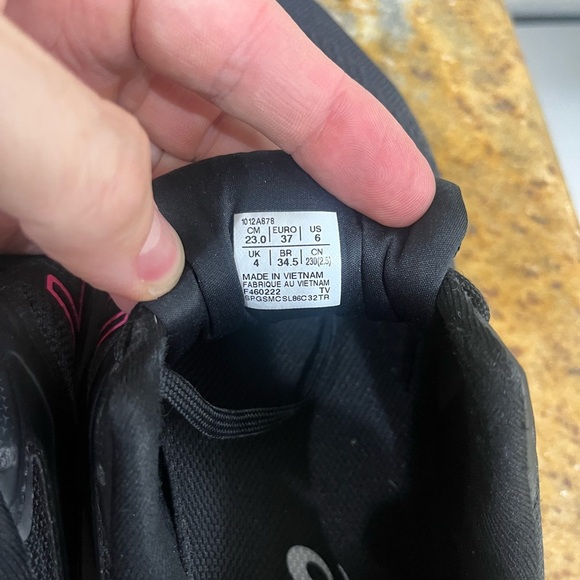 1012A878
CM EURO US
23.0 37 6
UK BR CN
4 34.5 230(2.5)
MADE IN VIETNAM
FABRIQUE AU VIETNAM
F460222 TV
SPGSMCSL86C32TR